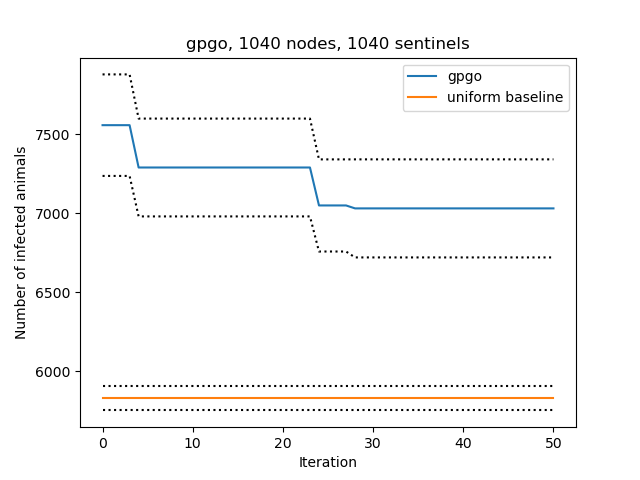 gpgo, 1040 nodes, 1040 sentinels
gpgo
uniform baseline
7500
7000
6500
6000
Number of infected animals
0 10 20 30 40 50
Iteration